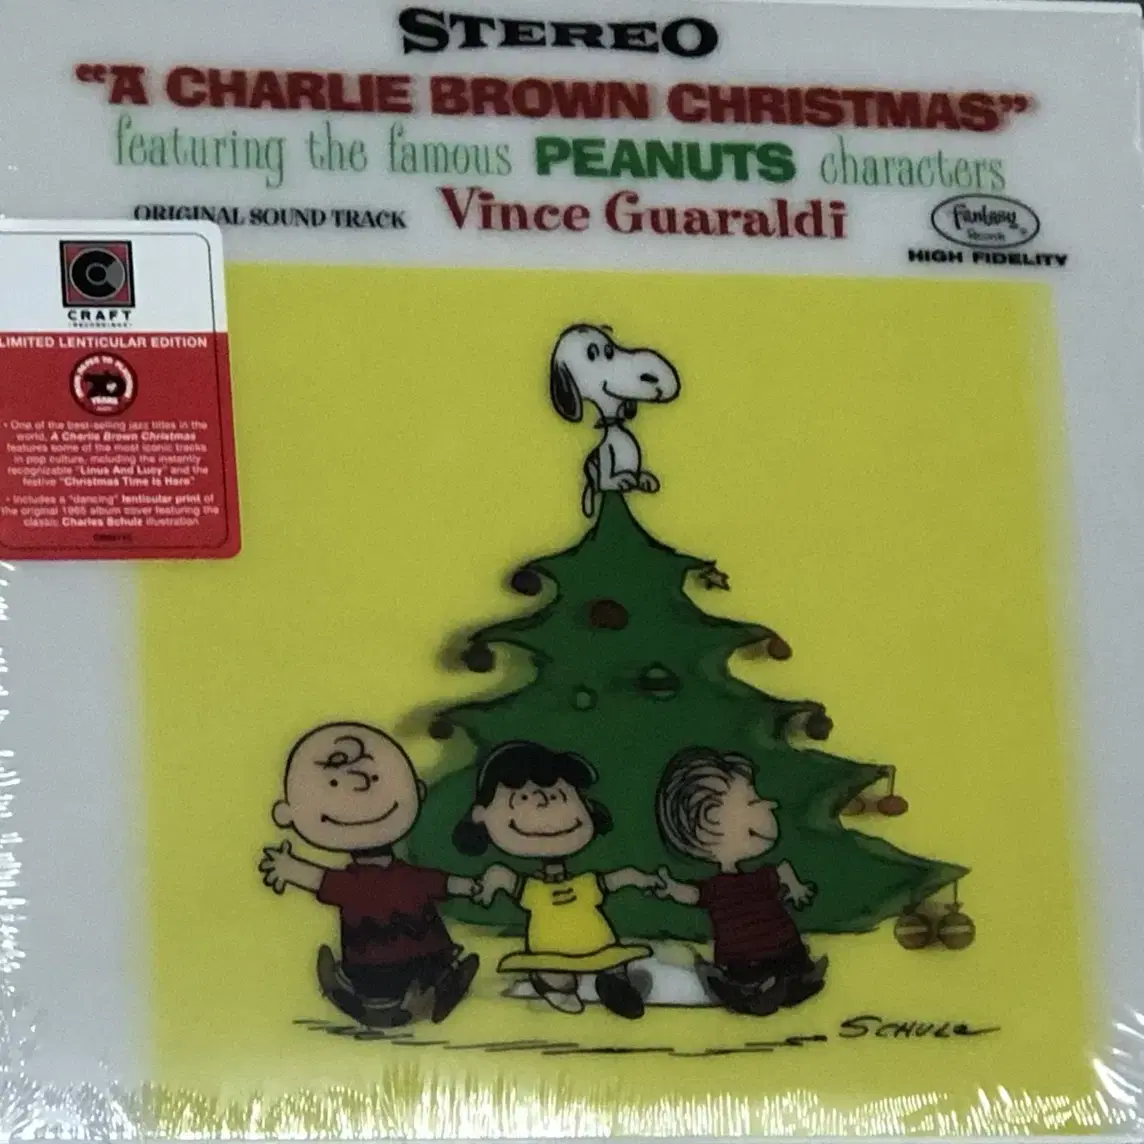 STEREO
"A CHARLIE BROWN CHRISTMAS"
featuring the famous PEANUTS characters
ORIGINAL SOUND TRACK Vince Guaraldi
Fantasy
Records
HIGH FIDELITY
CRAFT
RECORDINGS
LIMITED LENTICULAR EDITION
YEARS
• One of the best-selling jazz titles in the
world, A Charlie Brown Christmas
features some of the most iconic tracks
in pop culture, including the instantly
recognizable "Linus And Lucy" and the
festive "Christmas Time Is Here"
• Includes a "dancing" lenticular print of
the original 1965 album cover featuring the
classic Charles Schulz illustration
SCHULZ